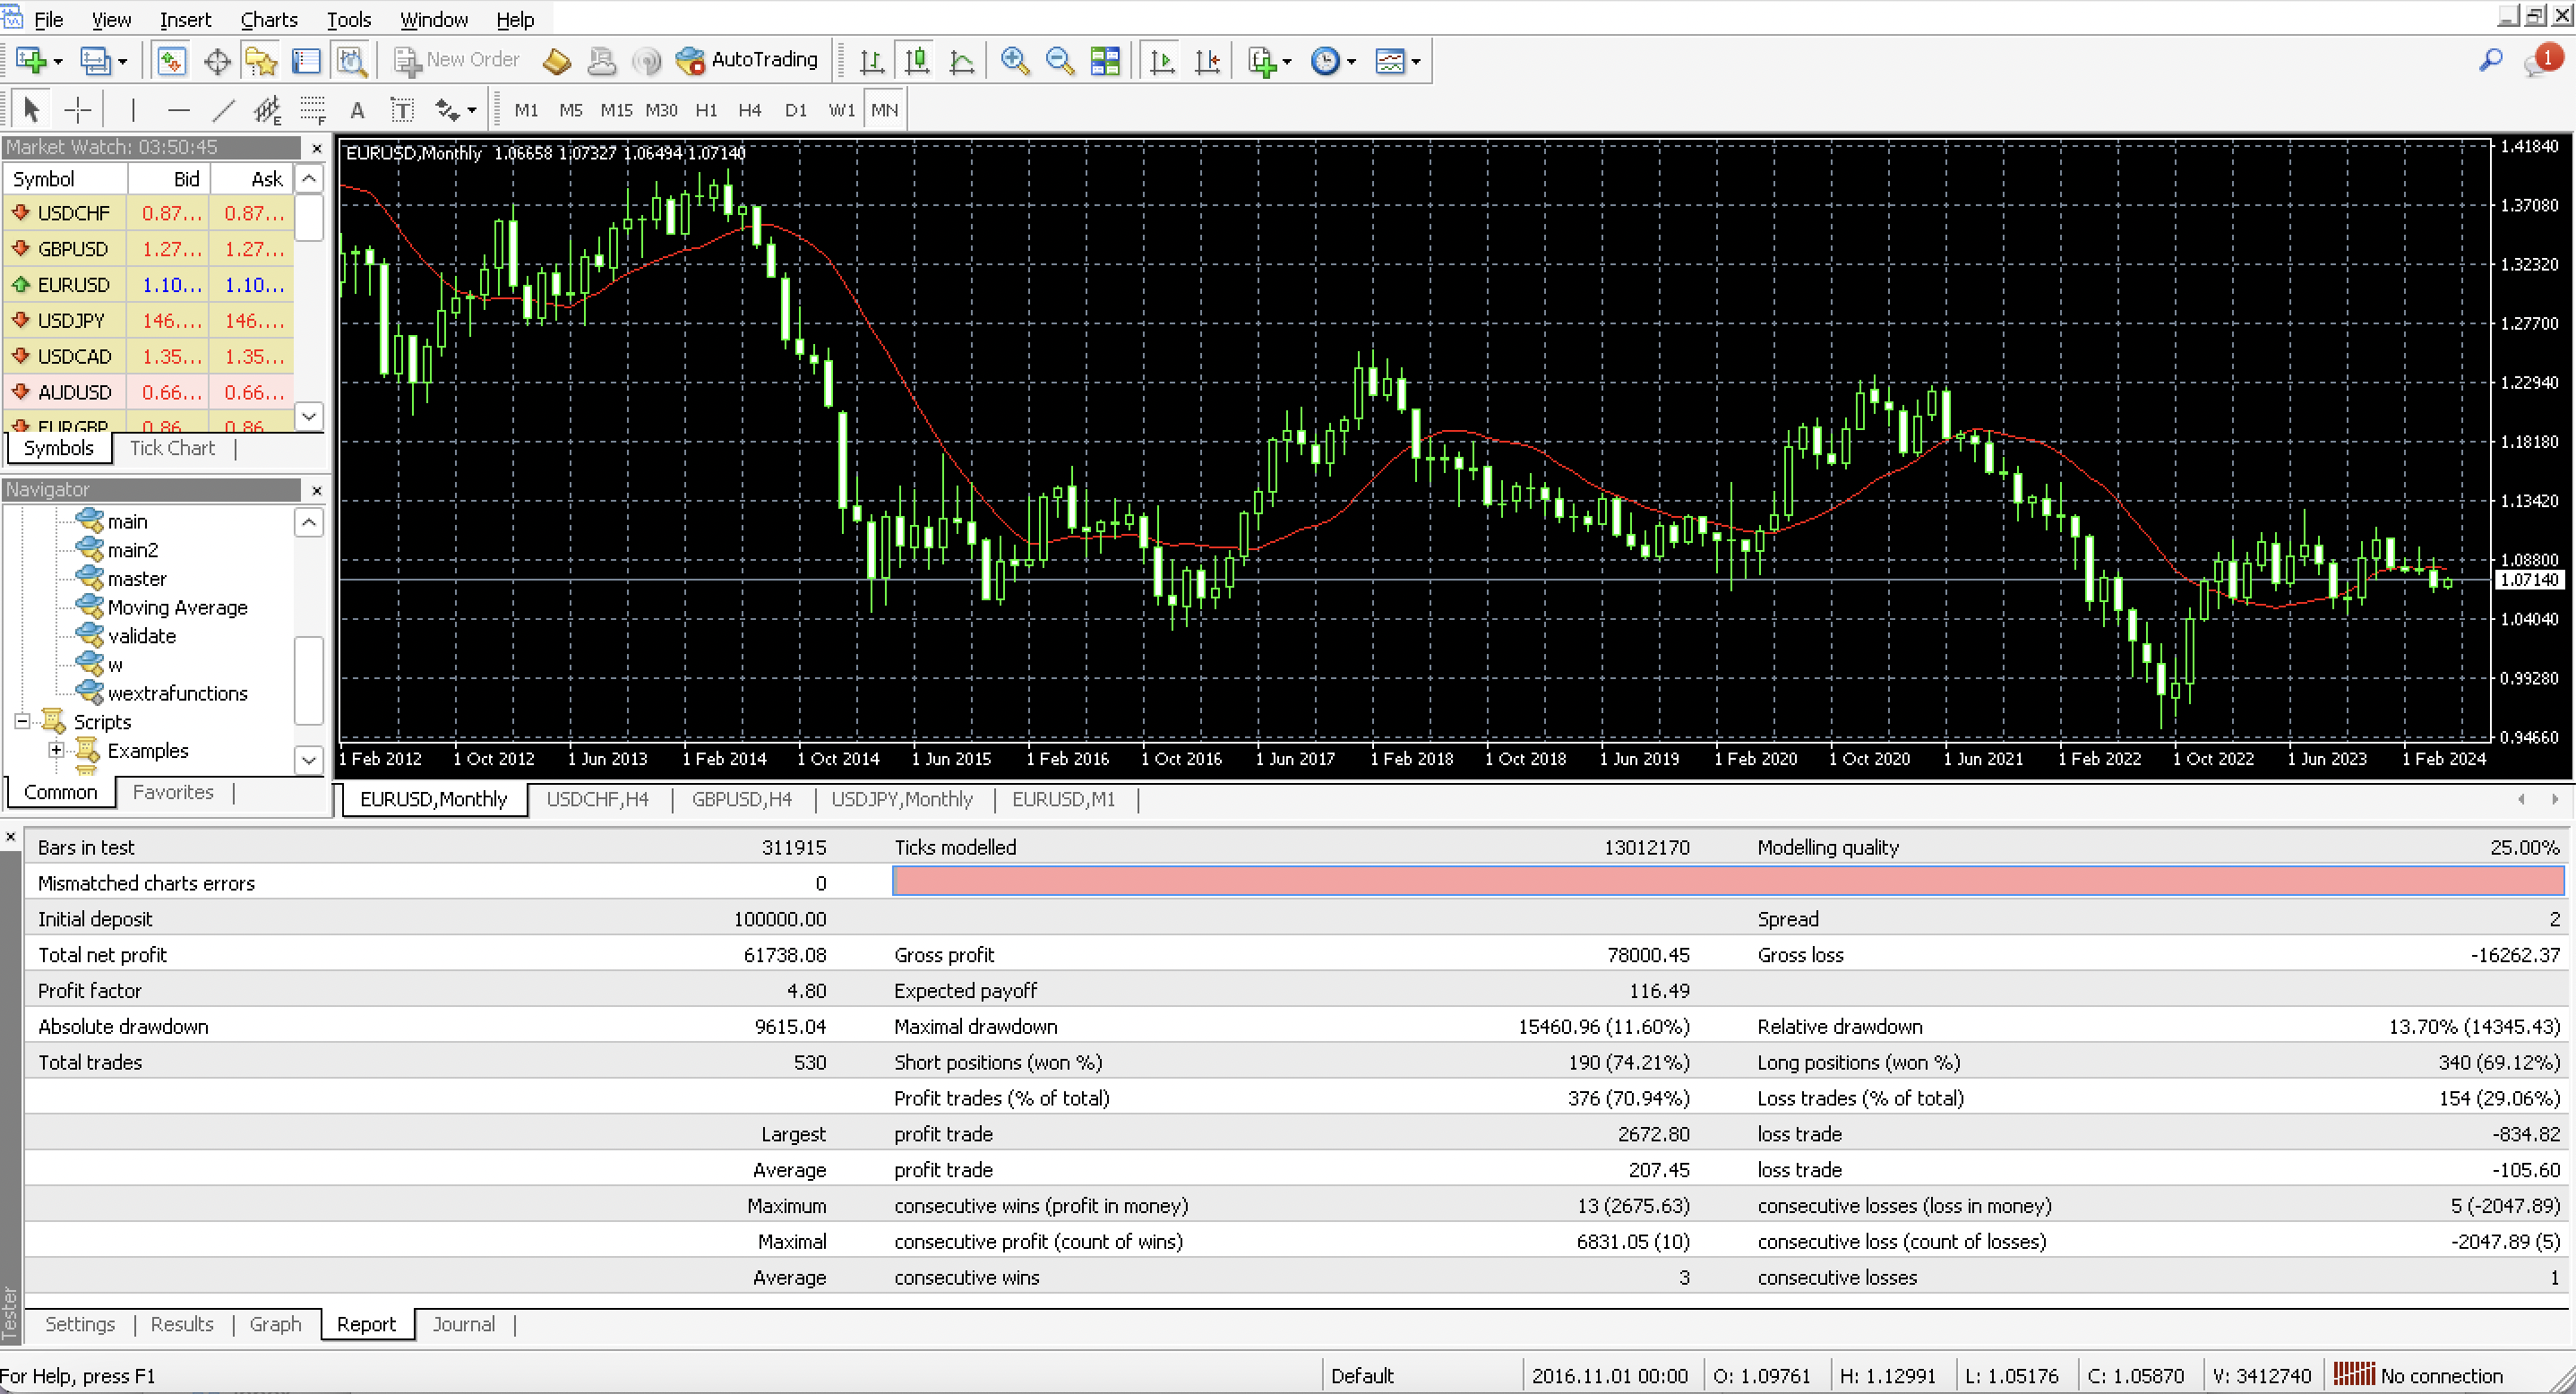 File View Insert Charts Tools Window Help
New Order AutoTrading 1
A T E F M1 M5 M15 M30 H1 H4 D1 W1 MN
Market Watch: 03:50:45
Symbol Bid Ask
USDCHF 0.87... 0.87...
GBPUSD 1.27... 1.27...
EURUSD 1.10... 1.10...
USDJPY 146.... 146....
USDCAD 1.35... 1.35...
AUDUSD 0.66... 0.66...
EURGBP 0.86 0.86
Symbols Tick Chart
Navigator
main
main2
master
Moving Average
validate
w
wextrafunctions
Scripts
Examples
Common Favorites
EURUSD,Monthly 1.06658 1.07327 1.06494 1.07140
1.41840
1.37080
1.32320
1.27700
1.22940
1.18180
1.13420
1.08800
1.07140
1.04040
0.99280
0.94660
1 Feb 2012 1 Oct 2012 1 Jun 2013 1 Feb 2014 1 Oct 2014 1 Jun 2015 1 Feb 2016 1 Oct 2016 1 Jun 2017 1 Feb 2018 1 Oct 2018 1 Jun 2019 1 Feb 2020 1 Oct 2020 1 Jun 2021 1 Feb 2022 1 Oct 2022 1 Jun 2023 1 Feb 2024
EURUSD,Monthly USDCHF,H4 GBPUSD,H4 USDJPY,Monthly EURUSD,M1
Bars in test 311915 Ticks modelled 13012170 Modelling quality 25.00%
Mismatched charts errors 0
Initial deposit 100000.00 Spread 2
Total net profit 61738.08 Gross profit 78000.45 Gross loss -16262.37
Profit factor 4.80 Expected payoff 116.49
Absolute drawdown 9615.04 Maximal drawdown 15460.96 (11.60%) Relative drawdown 13.70% (14345.43)
Total trades 530 Short positions (won %) 190 (74.21%) Long positions (won %) 340 (69.12%)
Profit trades (% of total) 376 (70.94%) Loss trades (% of total) 154 (29.06%)
Largest profit trade 2672.80 loss trade -834.82
Average profit trade 207.45 loss trade -105.60
Maximum consecutive wins (profit in money) 13 (2675.63) consecutive losses (loss in money) 5 (-2047.89)
Maximal consecutive profit (count of wins) 6831.05 (10) consecutive loss (count of losses) -2047.89 (5)
Average consecutive wins 3 consecutive losses 1
Tester
Settings Results Graph Report Journal
For Help, press F1 Default 2016.11.01 00:00 O: 1.09761 H: 1.12991 L: 1.05176 C: 1.05870 V: 3412740 No connection